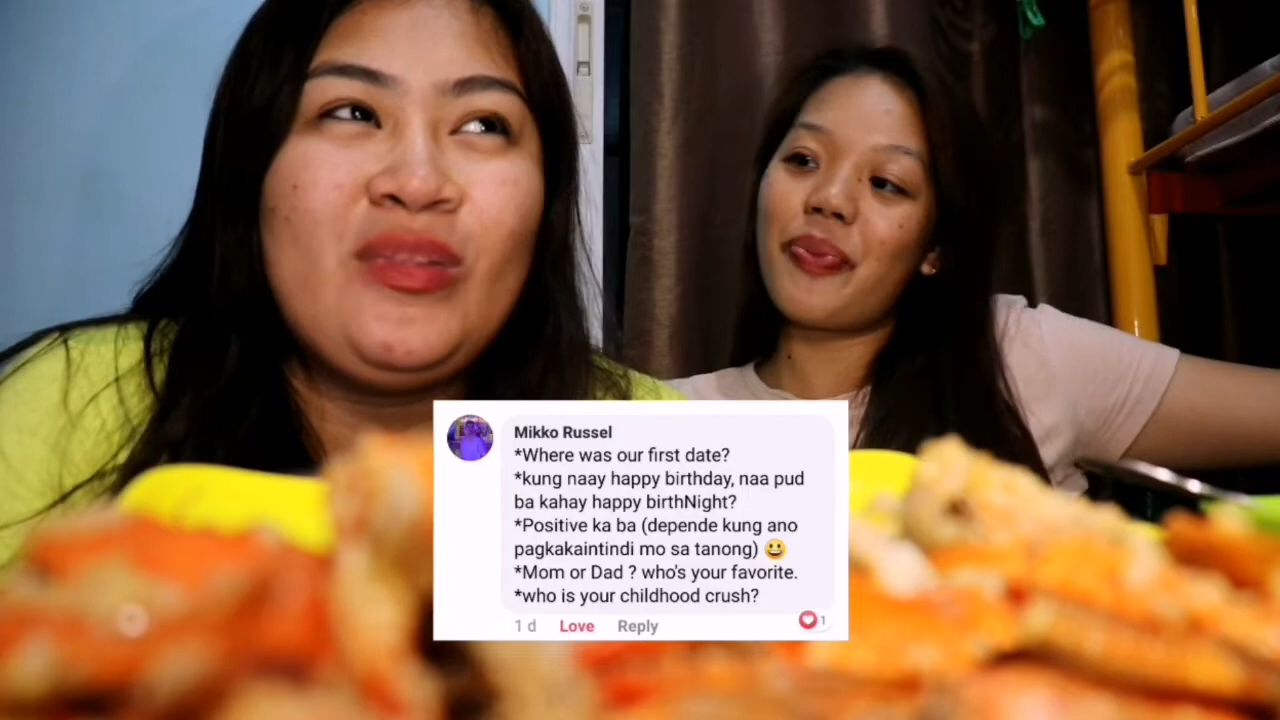 Mikko Russel
*Where was our first date?
*kung naay happy birthday, naa pud
ba kahay happy birthNight?
*Positive ka ba (depende kung ano
pagkakaintindi mo sa tanong) 😀
*Mom or Dad ? who's your favorite.
*who is your childhood crush?
1 d Love Reply 1